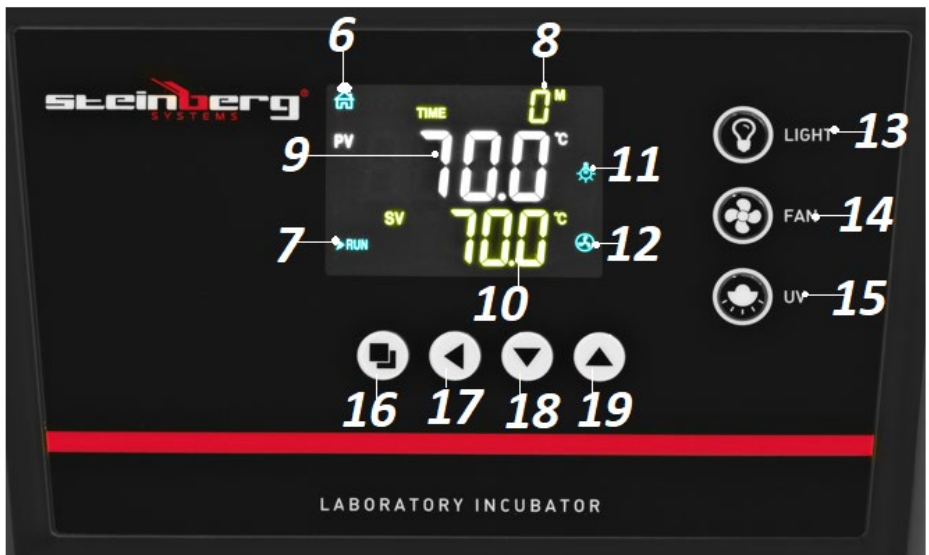 6
8
steinberg®
SYSTEMS
TIME 0 M
PV 70.0 °C
9
11
SV 70.0 °C
7
RUN
12
10
LIGHT 13
FAN 14
UV 15
16 17 18 19
LABORATORY INCUBATOR